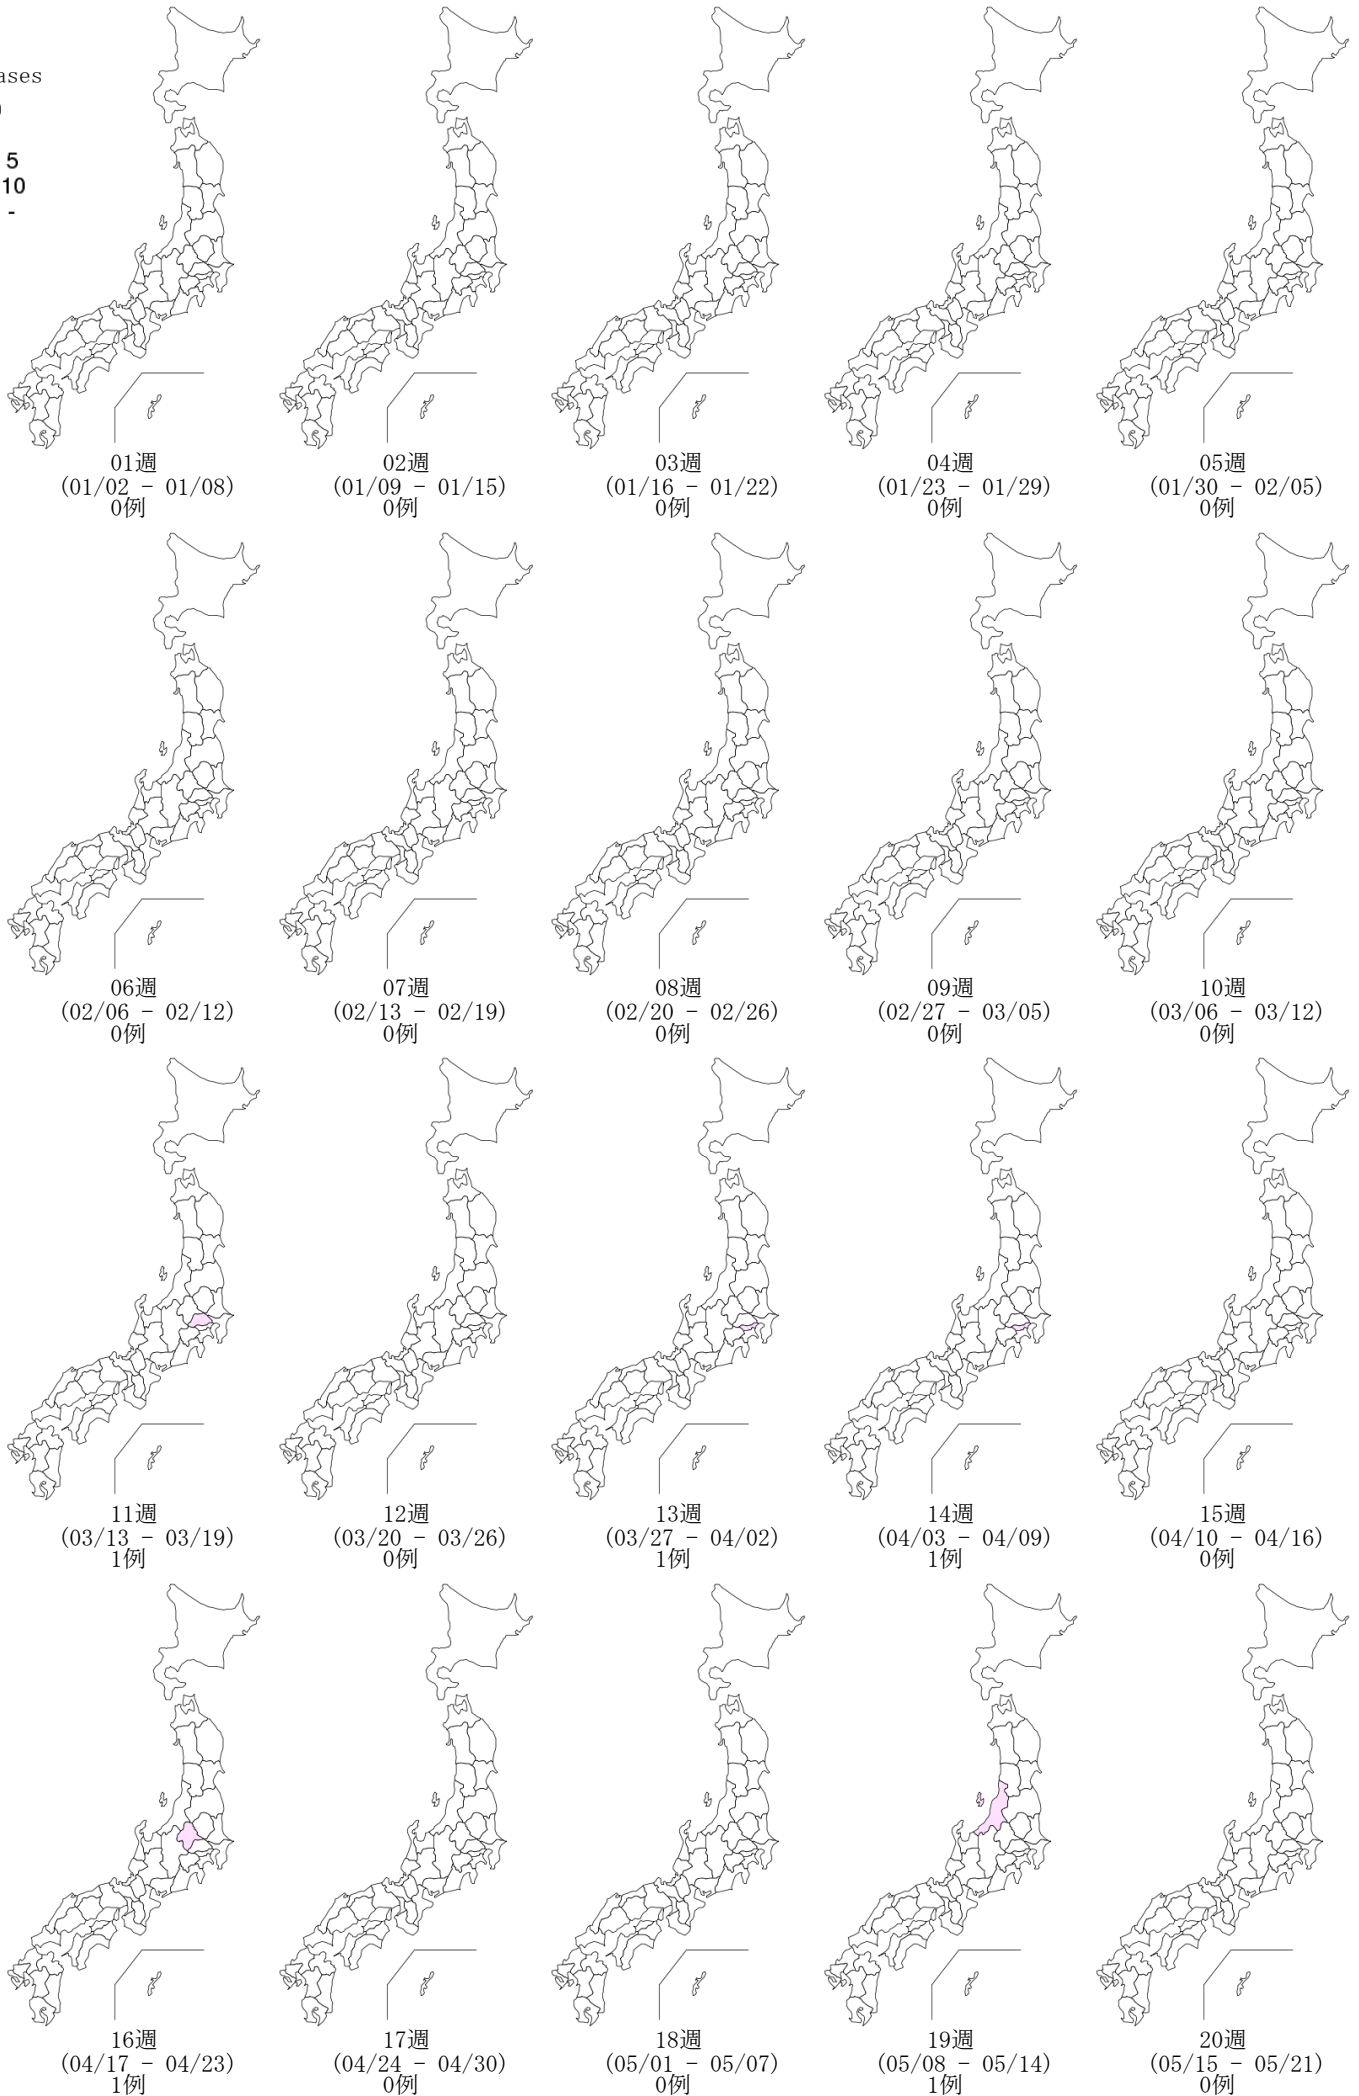 ases
5
10
-
01週
(01/02 - 01/08)
0例
02週
(01/09 - 01/15)
0例
03週
(01/16 - 01/22)
0例
04週
(01/23 - 01/29)
0例
05週
(01/30 - 02/05)
0例
06週
(02/06 - 02/12)
0例
07週
(02/13 - 02/19)
0例
08週
(02/20 - 02/26)
0例
09週
(02/27 - 03/05)
0例
10週
(03/06 - 03/12)
0例
11週
(03/13 - 03/19)
1例
12週
(03/20 - 03/26)
0例
13週
(03/27 - 04/02)
1例
14週
(04/03 - 04/09)
1例
15週
(04/10 - 04/16)
0例
16週
(04/17 - 04/23)
1例
17週
(04/24 - 04/30)
0例
18週
(05/01 - 05/07)
0例
19週
(05/08 - 05/14)
1例
20週
(05/15 - 05/21)
0例